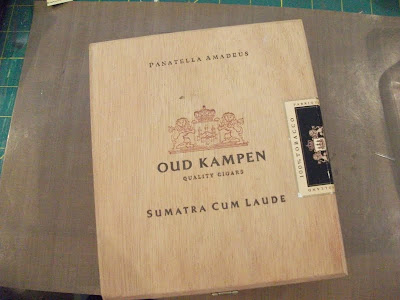 PANATELLA AMADEUS
OUD KAMPEN
QUALITY CIGARS
SUMATRA CUM LAUDE
100% TOBACCO